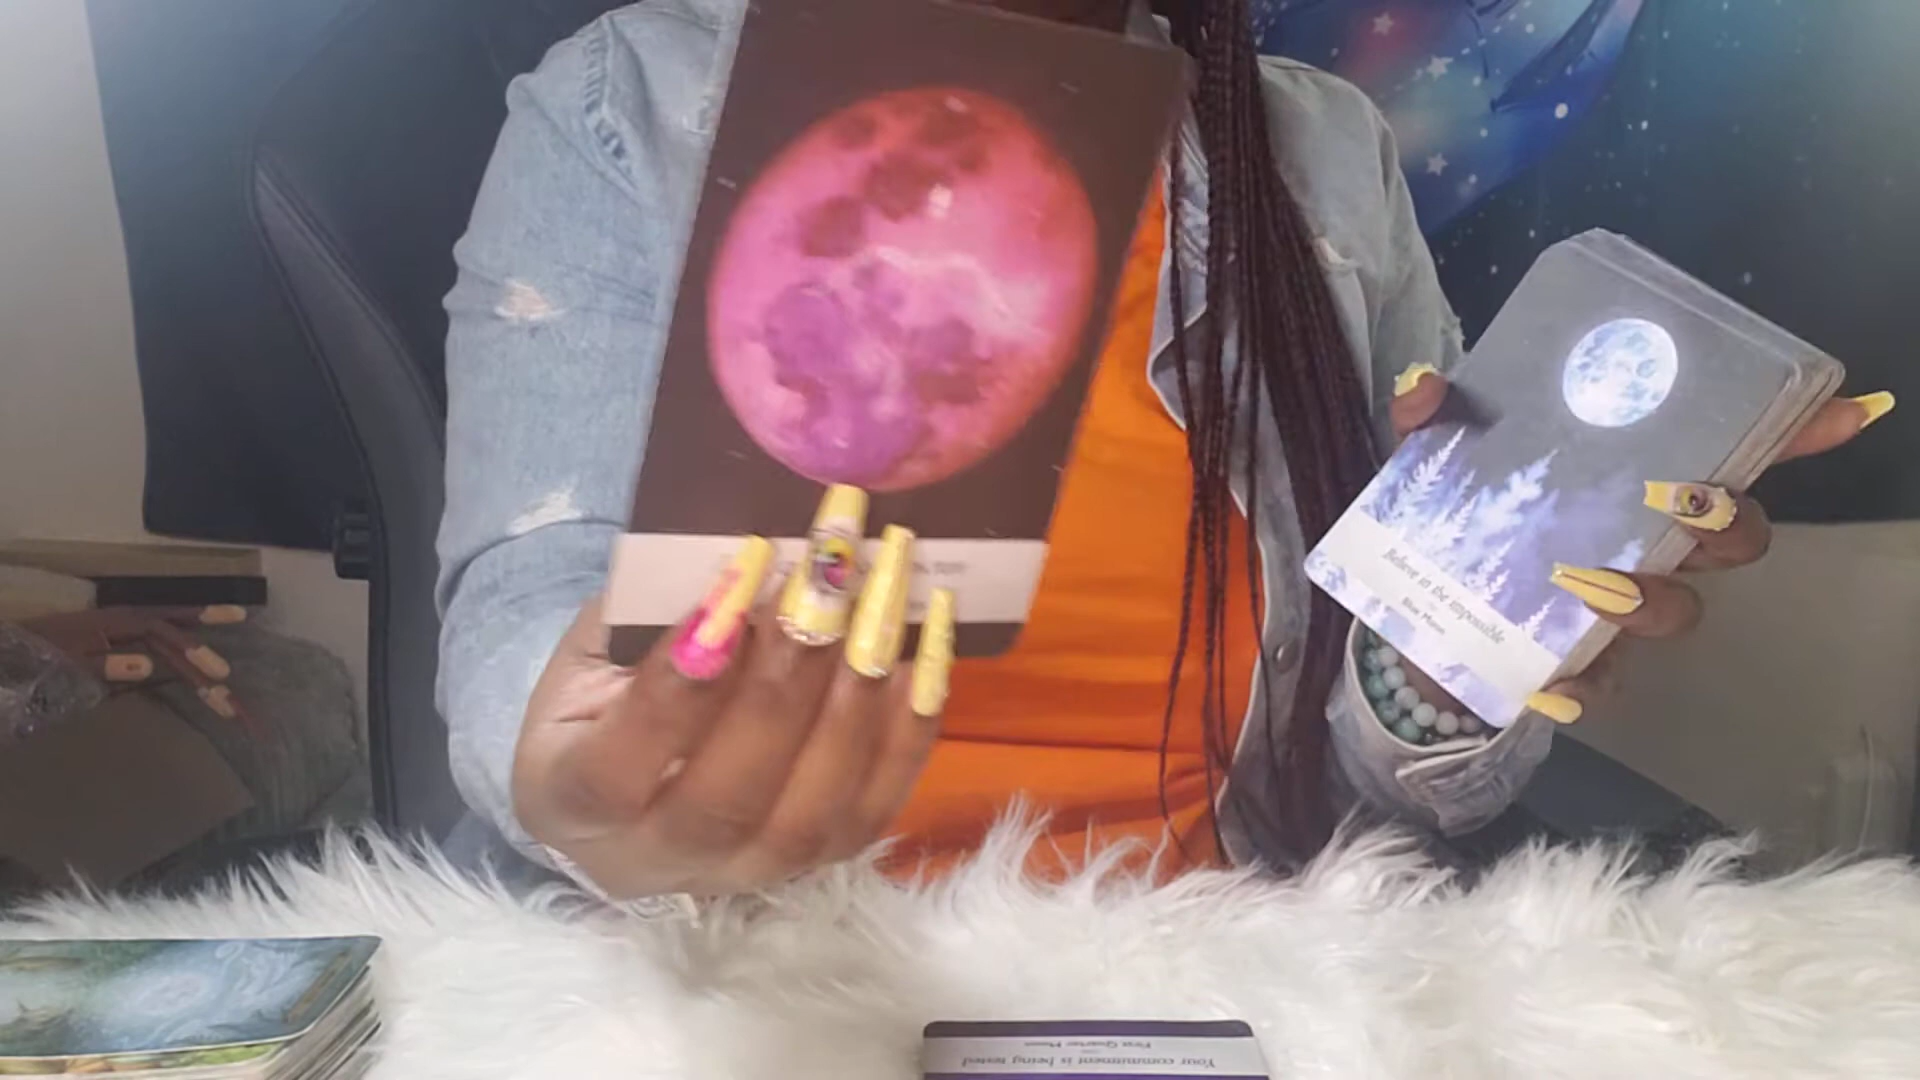 Believe in the impossible
Blue Moon
Your commitment is being tested
First Quarter Moon